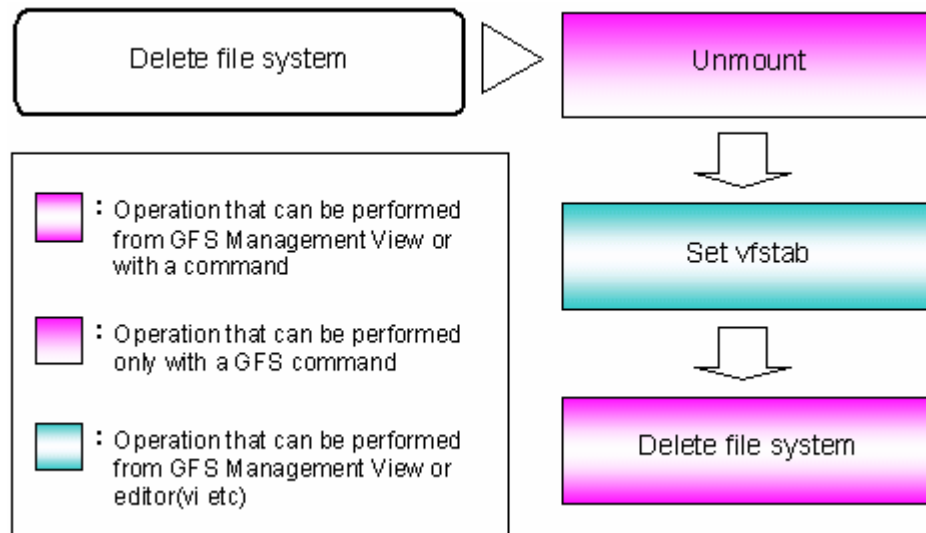 Delete file system
Unmount
Set vfstab
Delete file system
: Operation that can be performed
from GFS Management View or
with a command
: Operation that can be performed
only with a GFS command
: Operation that can be performed
from GFS Management View or
editor(vi etc)